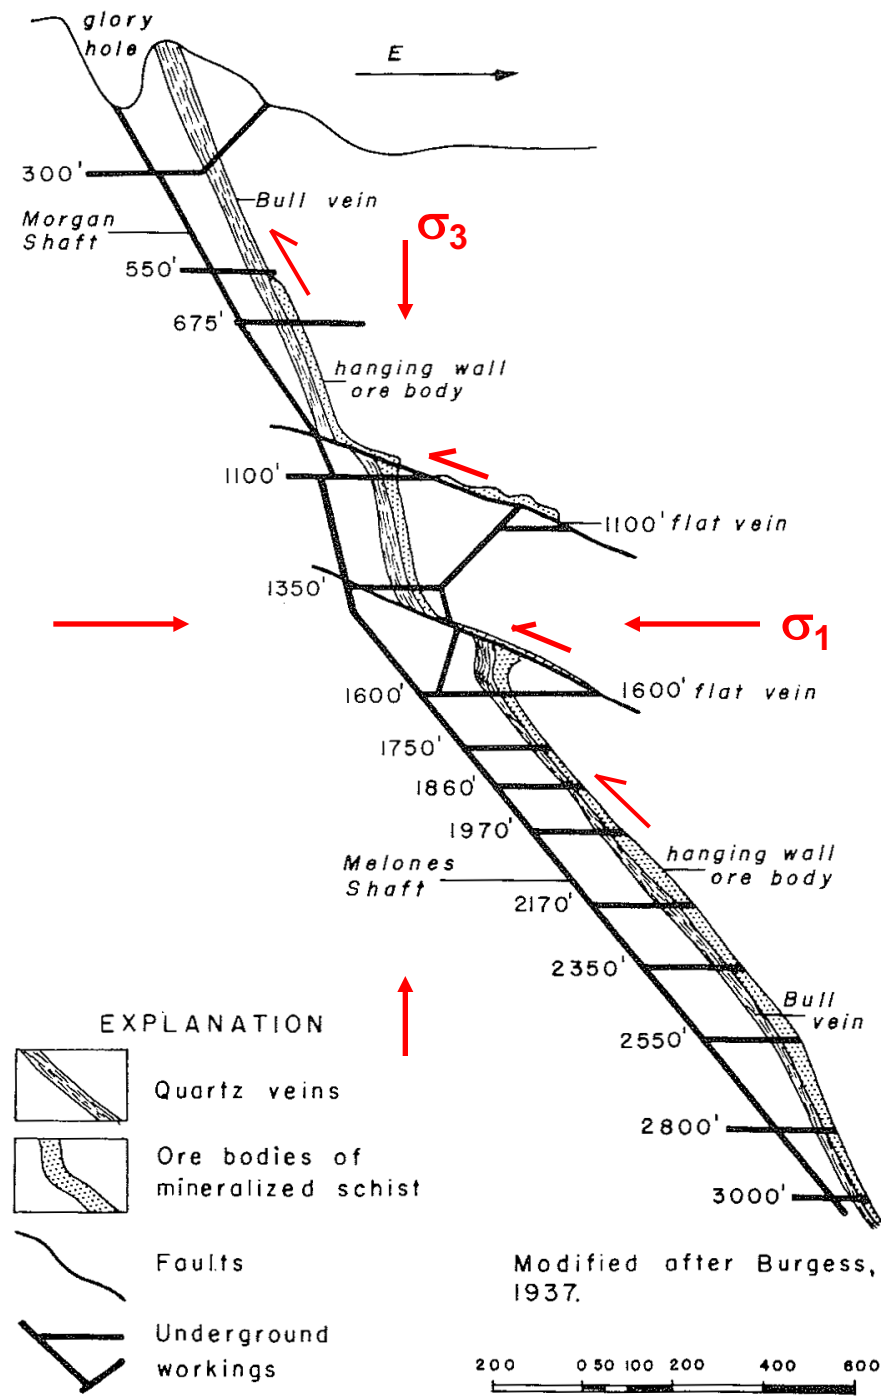 glory
hole
E
300'
Bull vein
Morgan
Shaft
σ3
550'
675'
hanging wall
ore body
1100'
1100' flat vein
1350'
σ1
1600'
1600' flat vein
1750'
1860'
1970'
hanging wall
ore body
Melones
Shaft
2170'
2350'
Bull
vein
2550'
2800'
3000'
EXPLANATION
Quartz veins
Ore bodies of
mineralized schist
Faults
Underground
workings
Modified after Burgess,
1937.
200 0 50 100 200 400 600